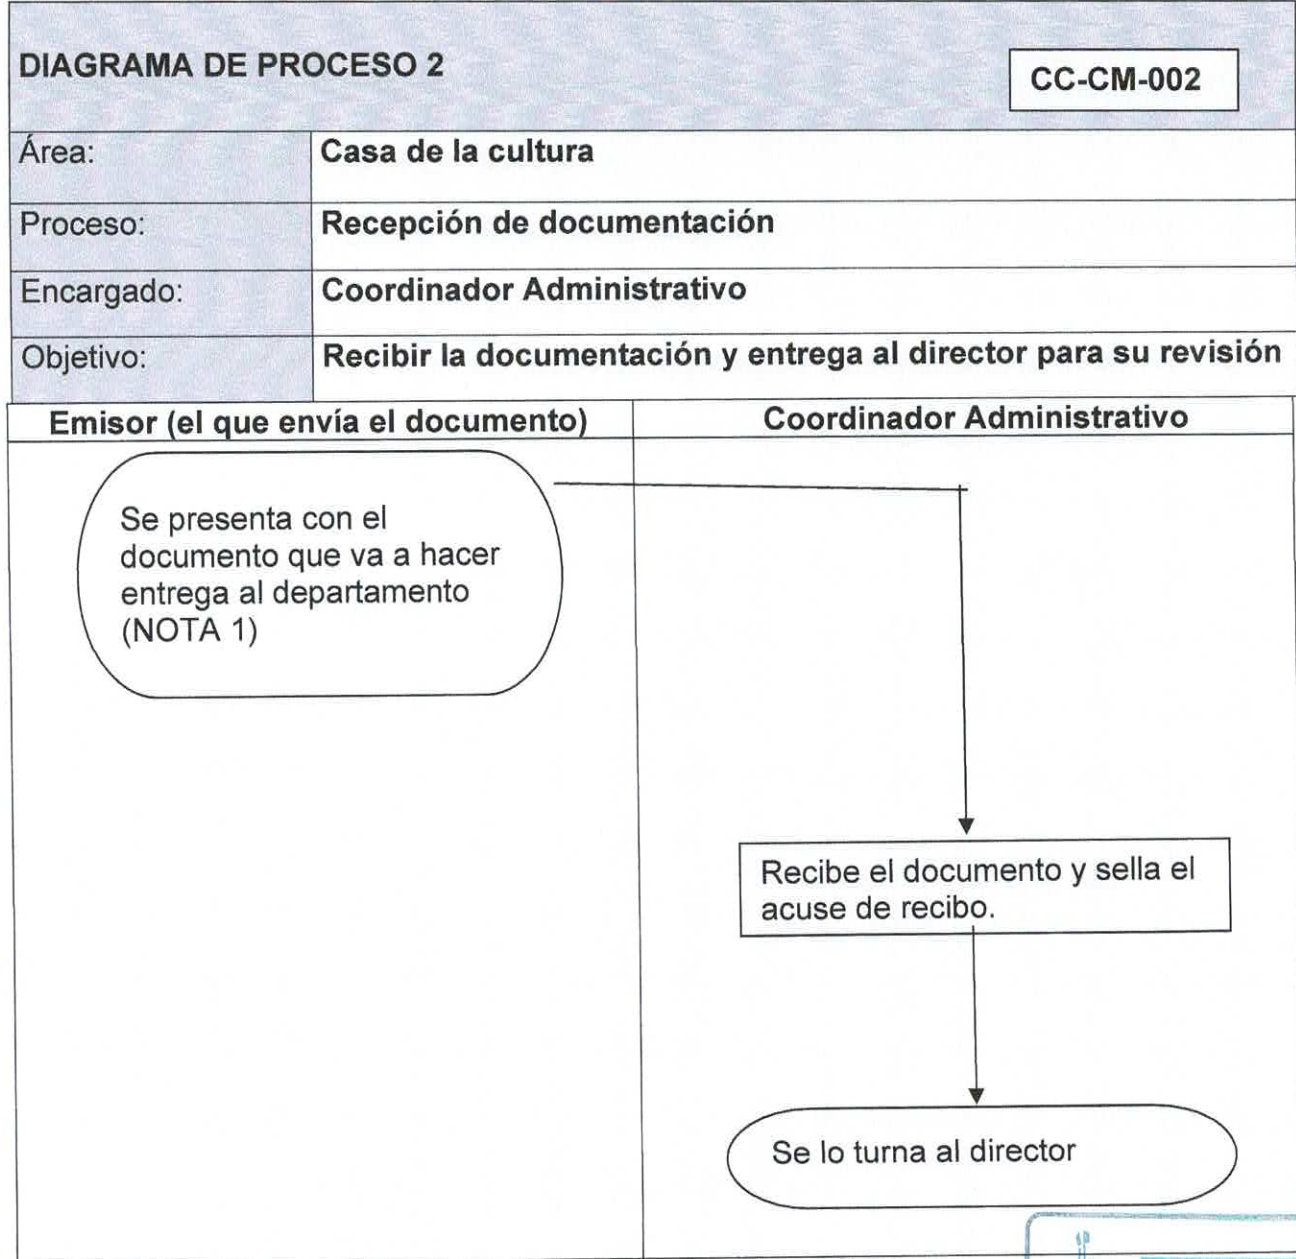 DIAGRAMA DE PROCESO 2
CC-CM-002
Área:
Casa de la cultura
Proceso:
Recepción de documentación
Encargado:
Coordinador Administrativo
Objetivo:
Recibir la documentación y entrega al director para su revisión
Emisor (el que envía el documento)
Coordinador Administrativo
Se presenta con el
documento que va a hacer
entrega al departamento
(NOTA 1)
Recibe el documento y sella el
acuse de recibo.
Se lo turna al director